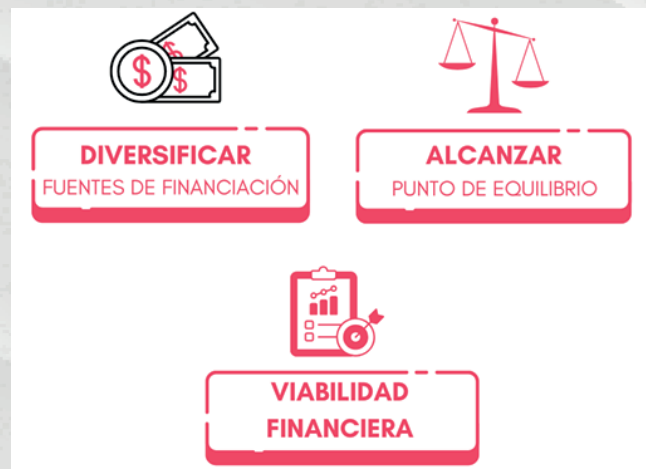 DIVERSIFICAR
FUENTES DE FINANCIACIÓN
ALCANZAR
PUNTO DE EQUILIBRIO
VIABILIDAD
FINANCIERA